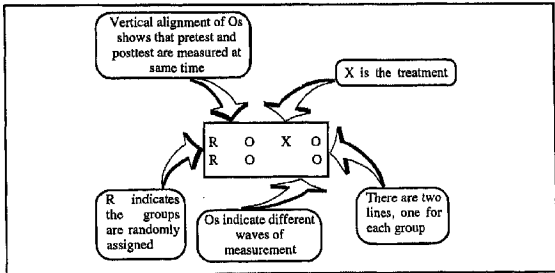 Vertical alignment of Os
shows that pretest and
posttest are measured at
same time
X is the treatment
R O X O
R O O
R indicates
the groups
are randomly
assigned
Os indicate different
waves of
measurement
There are two
lines, one for
each group